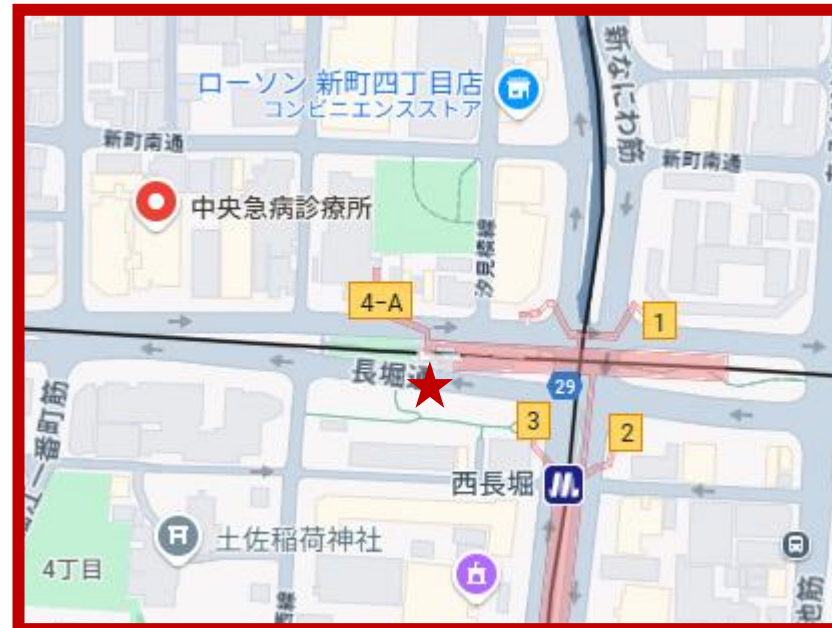 ローソン 新町四丁目店
コンビニエンスストア
新なにわ筋
新町南通
新町南通
中央急病診療所
汐見橋線
4-A
1
長堀通
29
3
2
西長堀
土佐稲荷神社
4丁目